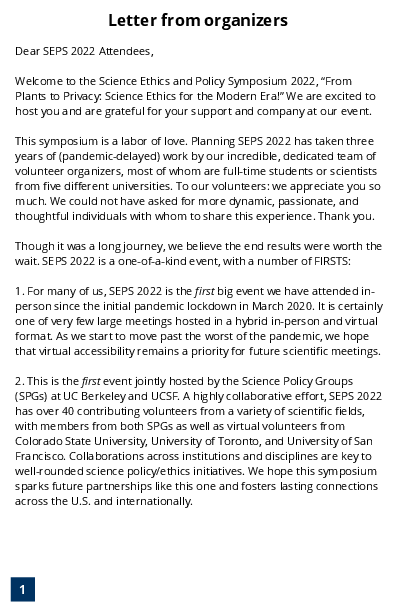 Letter from organizers
Dear SEPS 2022 Attendees,
Welcome to the Science Ethics and Policy Symposium 2022, “From
Plants to Privacy: Science Ethics for the Modern Era!” We are excited to
host you and are grateful for your support and company at our event.
This symposium is a labor of love. Planning SEPS 2022 has taken three
years of (pandemic-delayed) work by our incredible, dedicated team of
volunteer organizers, most of whom are full-time students or scientists
from five different universities. To our volunteers: we appreciate you so
much. We could not have asked for more dynamic, passionate, and
thoughtful individuals with whom to share this experience. Thank you.
Though it was a long journey, we believe the end results were worth the
wait. SEPS 2022 is a one-of-a-kind event, with a number of FIRSTS:
1. For many of us, SEPS 2022 is the first big event we have attended in-
person since the initial pandemic lockdown in March 2020. It is certainly
one of very few large meetings hosted in a hybrid in-person and virtual
format. As we start to move past the worst of the pandemic, we hope
that virtual accessibility remains a priority for future scientific meetings.
2. This is the first event jointly hosted by the Science Policy Groups
(SPGs) at UC Berkeley and UCSF. A highly collaborative effort, SEPS 2022
has over 40 contributing volunteers from a variety of scientific fields,
with members from both SPGs as well as virtual volunteers from
Colorado State University, University of Toronto, and University of San
Francisco. Collaborations across institutions and disciplines are key to
well-rounded science policy/ethics initiatives. We hope this symposium
sparks future partnerships like this one and fosters lasting connections
across the U.S. and internationally.
1